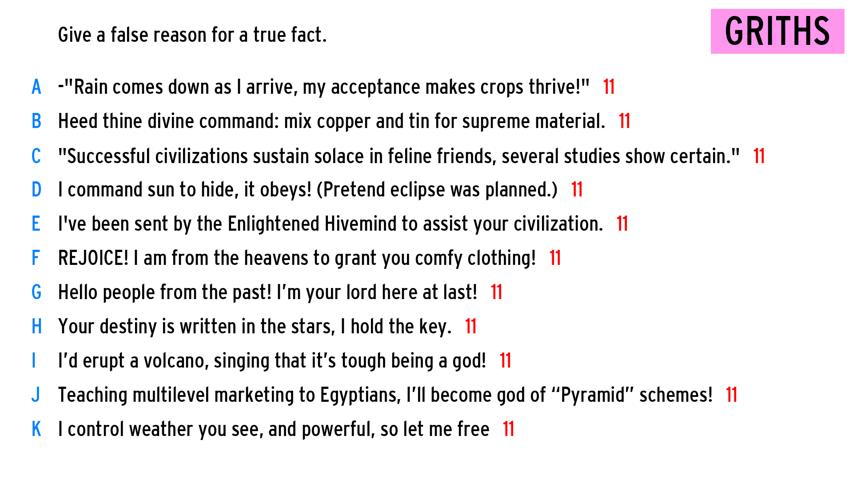 Give a false reason for a true fact.
GRITHS
A -"Rain comes down as I arrive, my acceptance makes crops thrive!" 11
B Heed thine divine command: mix copper and tin for supreme material. 11
C "Successful civilizations sustain solace in feline friends, several studies show certain." 11
D I command sun to hide, it obeys! (Pretend eclipse was planned.) 11
E I've been sent by the Enlightened Hivemind to assist your civilization. 11
F REJOICE! I am from the heavens to grant you comfy clothing! 11
G Hello people from the past! I’m your lord here at last! 11
H Your destiny is written in the stars, I hold the key. 11
I I’d erupt a volcano, singing that it’s tough being a god! 11
J Teaching multilevel marketing to Egyptians, I’ll become god of “Pyramid” schemes! 11
K I control weather you see, and powerful, so let me free 11